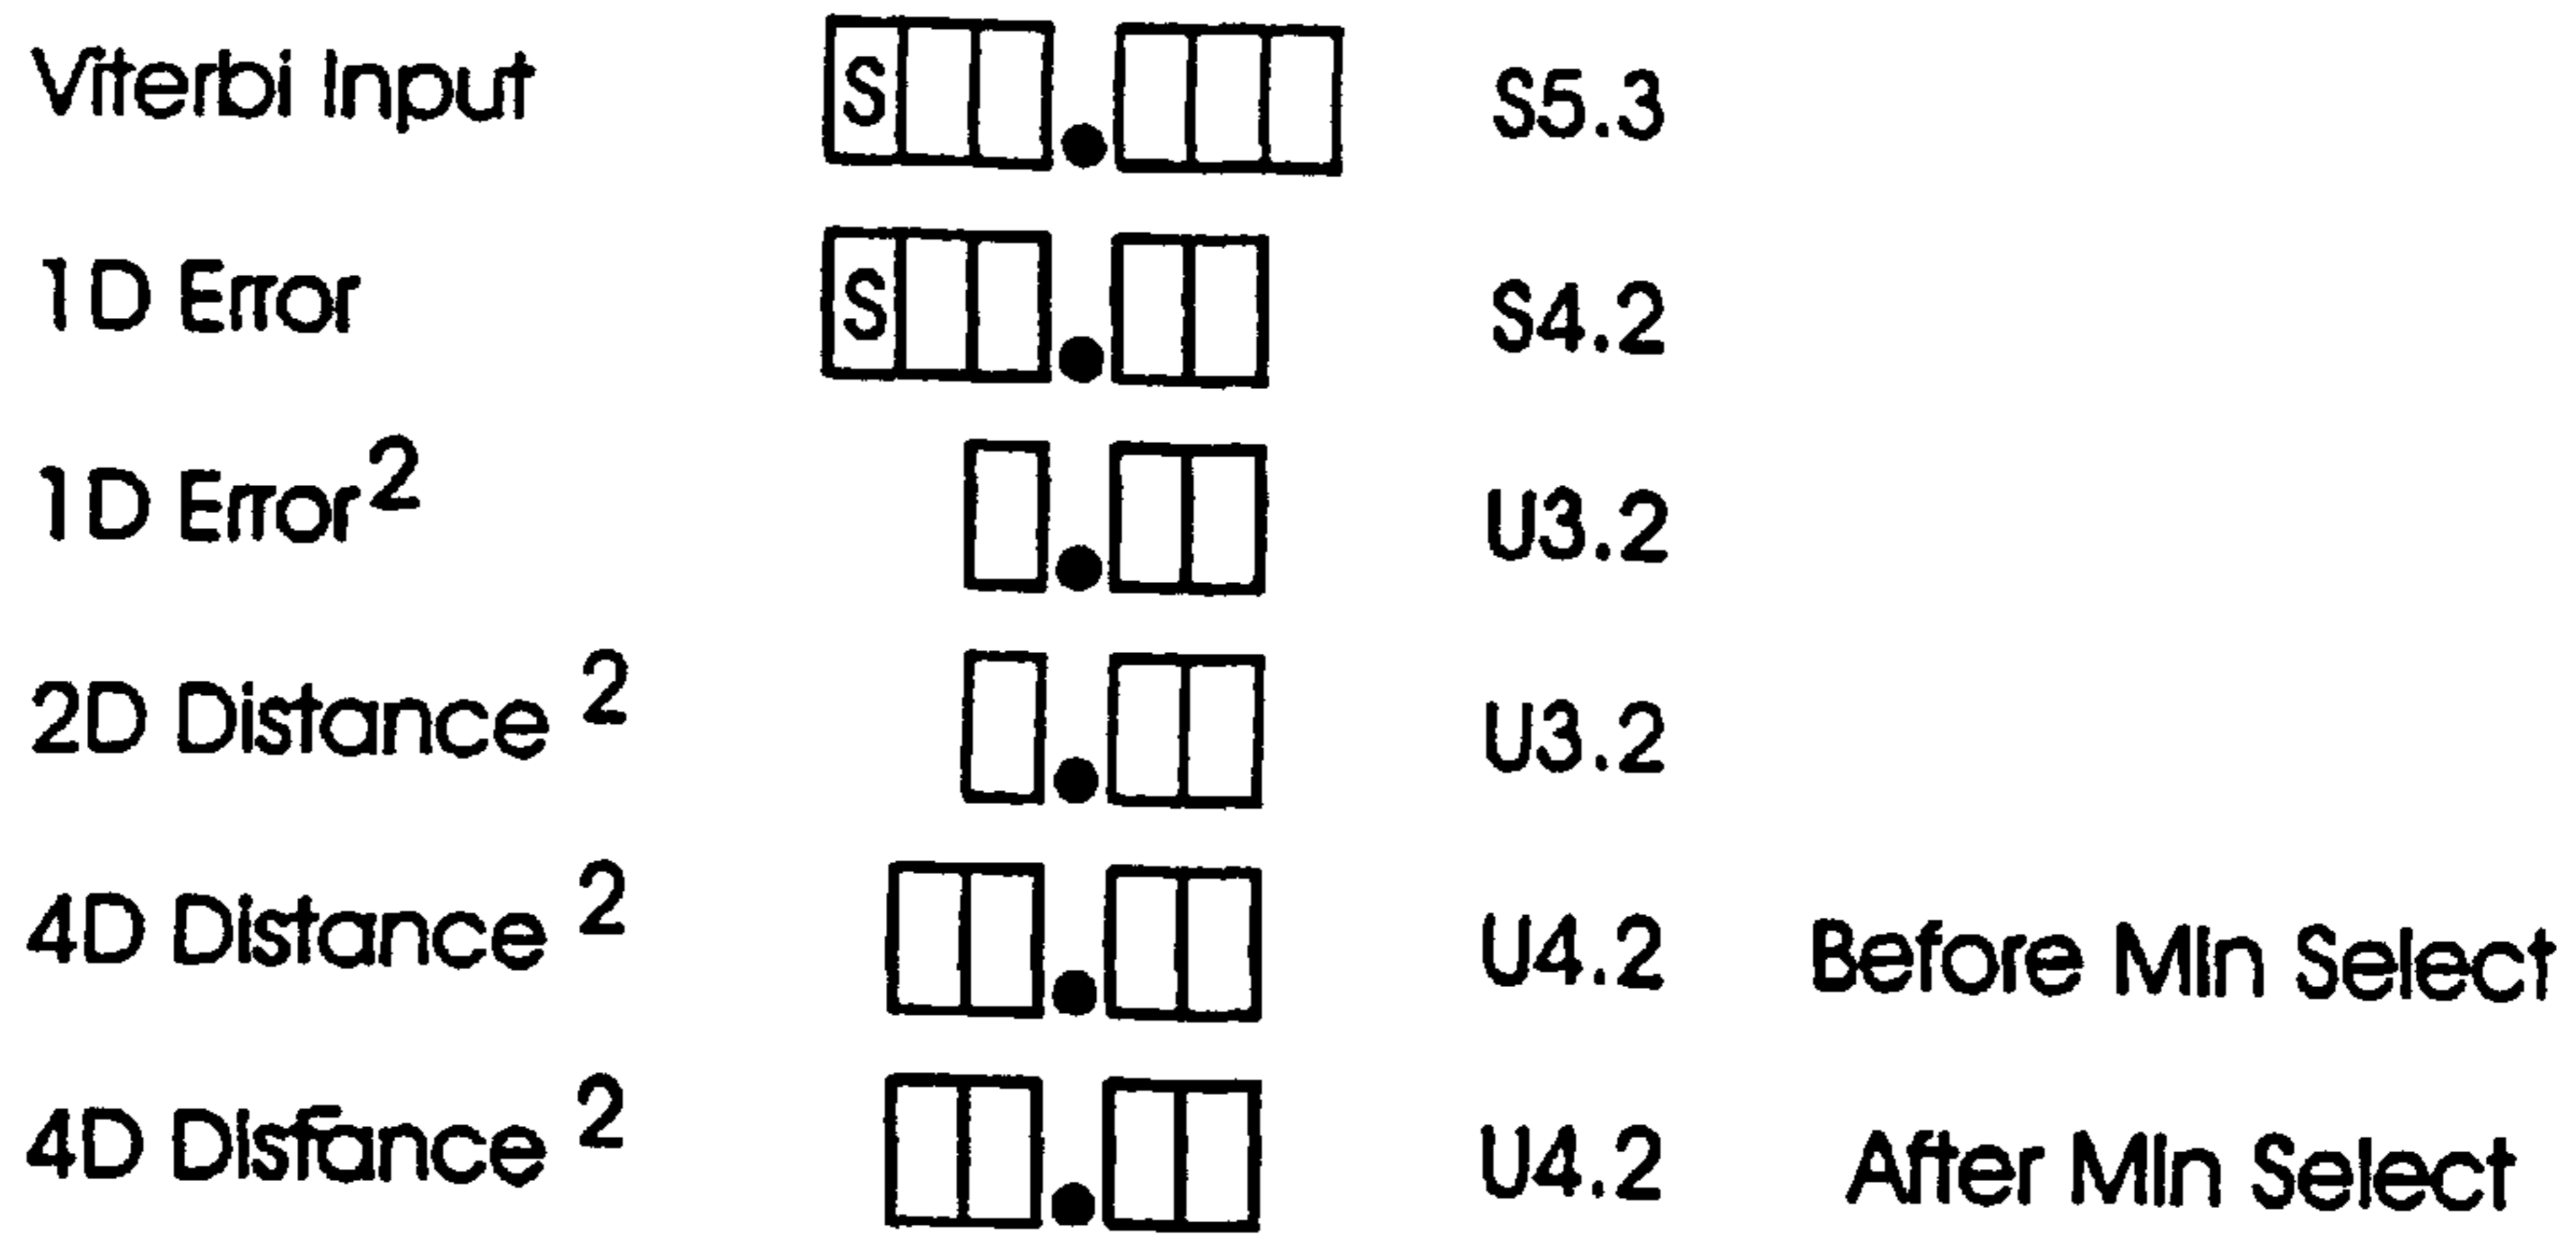 Viterbi Input S S5.3
1D Error S S4.2
1D Error² U3.2
2D Distance ² U3.2
4D Distance ² U4.2 Before Min Select
4D Distance ² U4.2 After Min Select